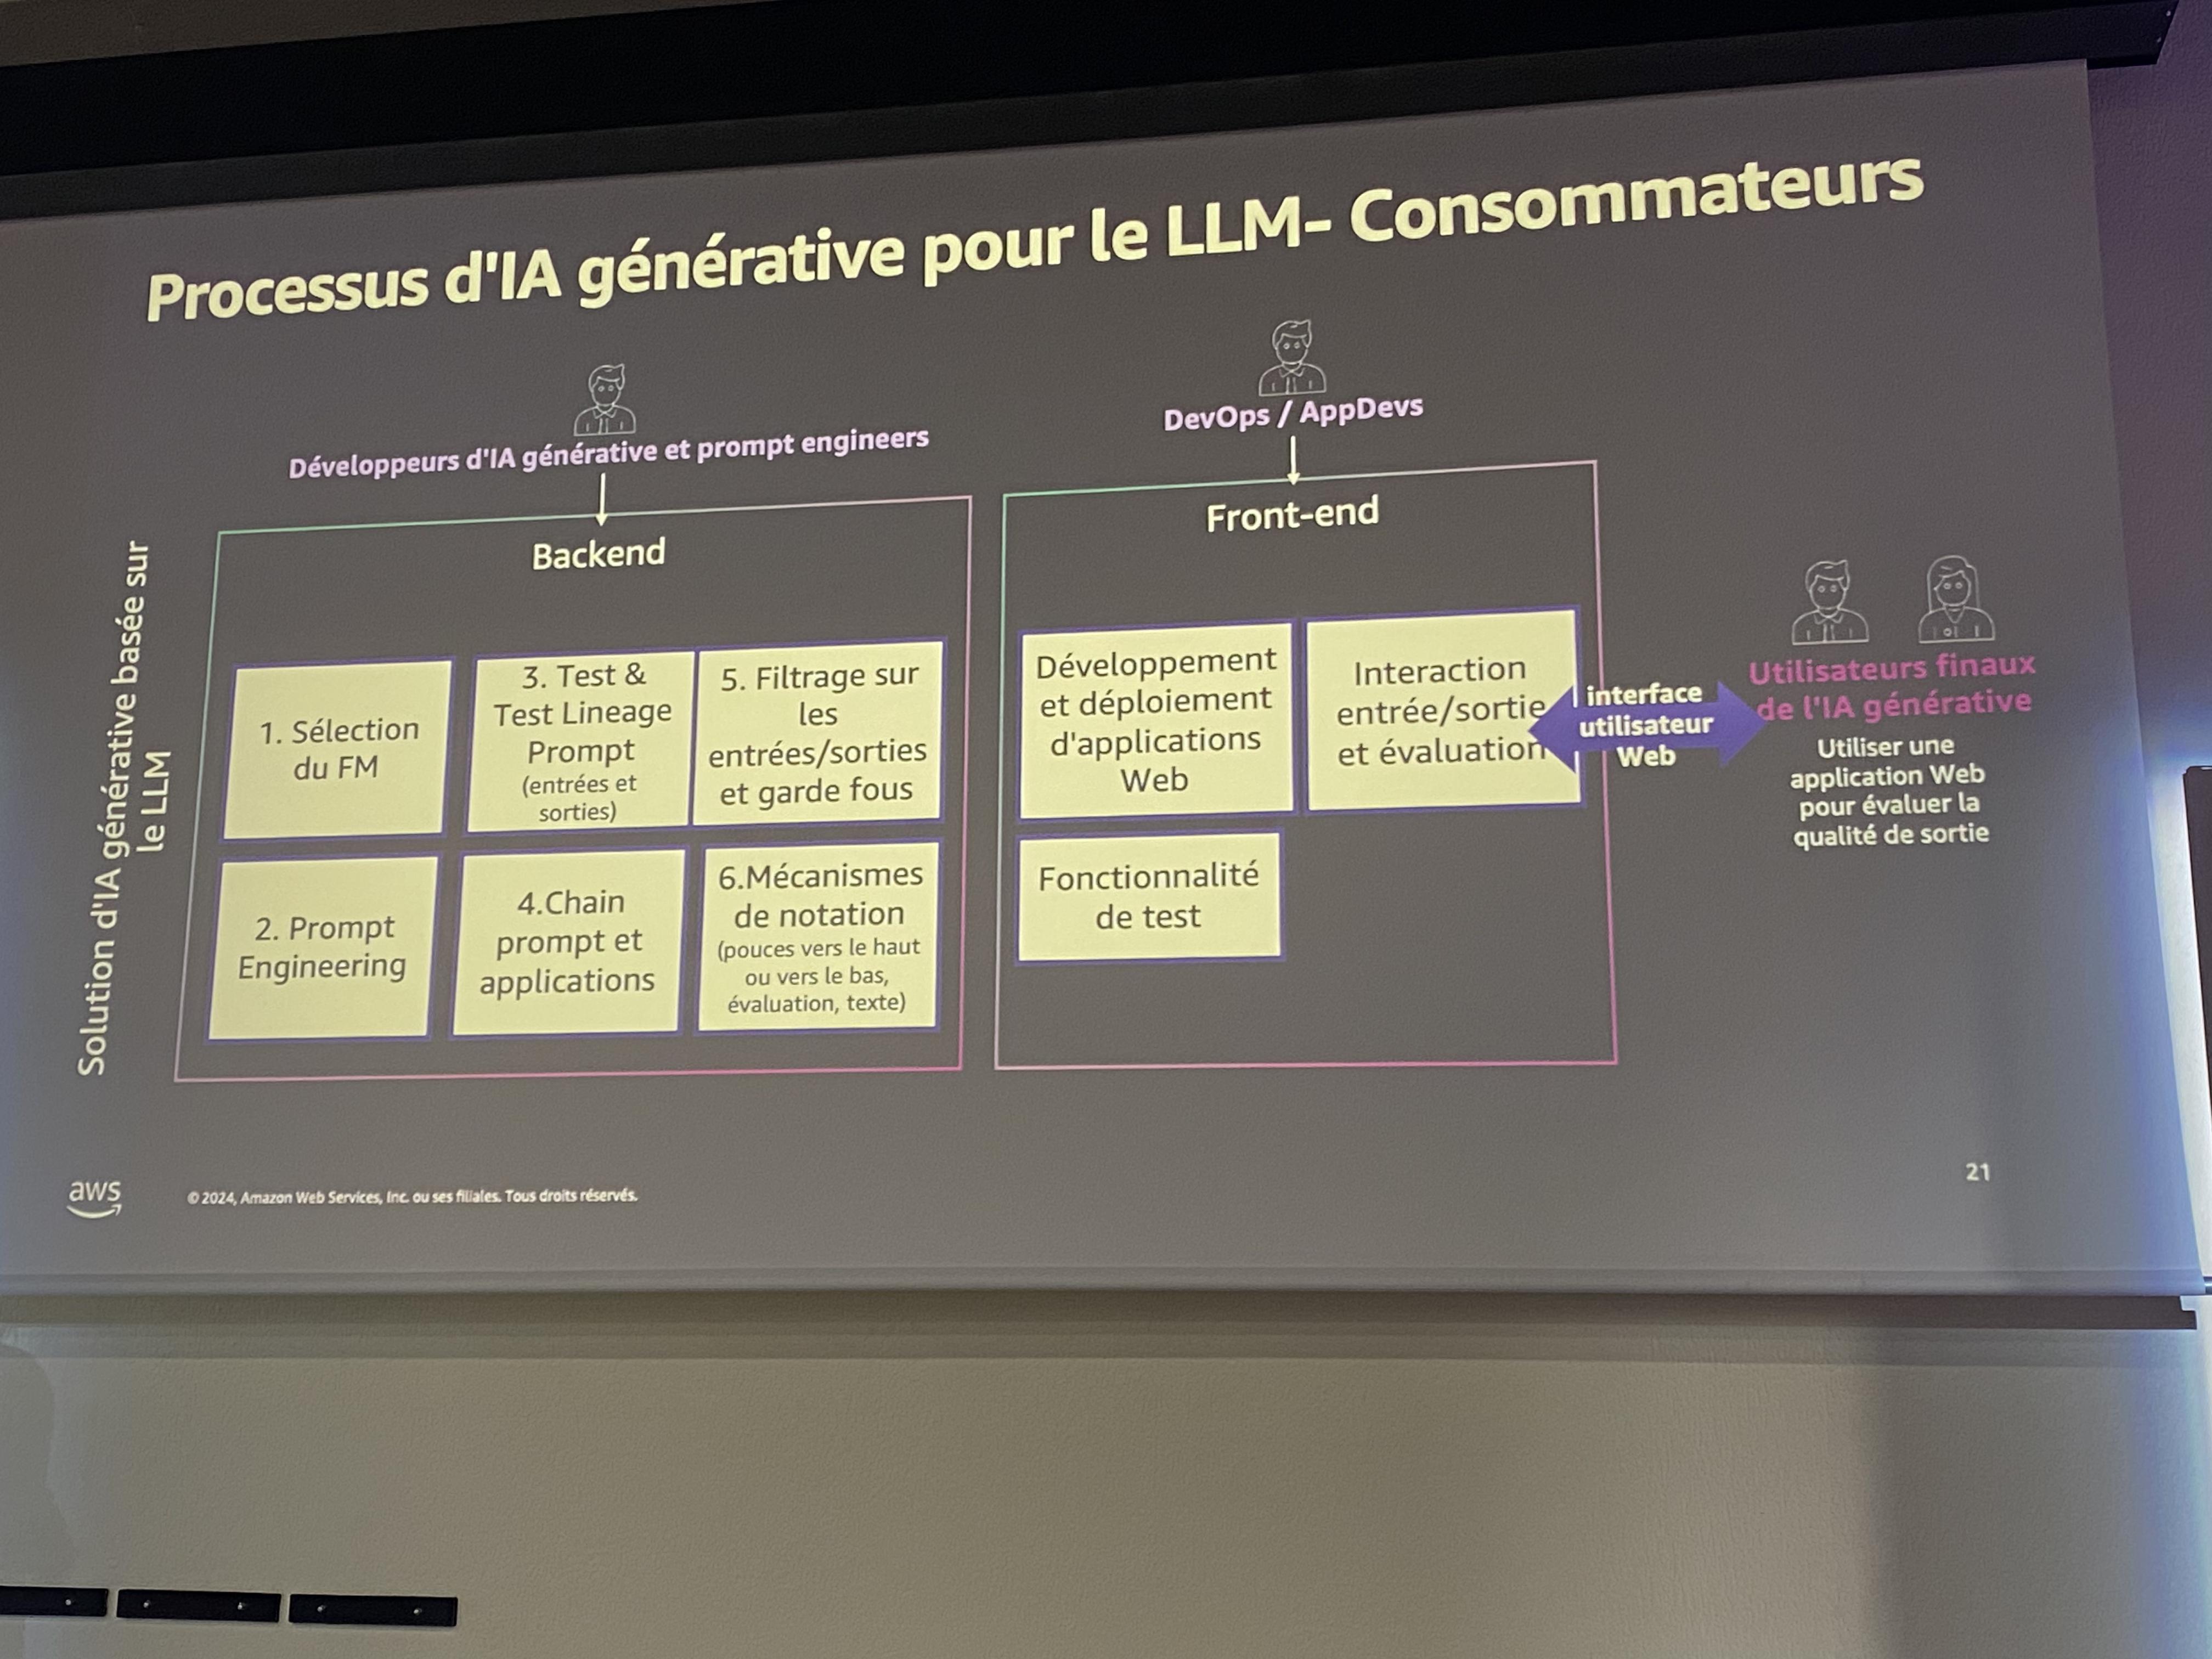 Processus d'IA générative pour le LLM- Consommateurs
Développeurs d'IA générative et prompt engineers
DevOps / AppDevs
Solution d'IA générative basée sur
le LLM
Backend
1. Sélection
du FM
2. Prompt
Engineering
3. Test &
Test Lineage
Prompt
(entrées et
sorties)
4.Chain
prompt et
applications
5. Filtrage sur
les
entrées/sorties
et garde fous
6.Mécanismes
de notation
(pouces vers le haut
ou vers le bas,
évaluation, texte)
Front-end
Développement
et déploiement
d'applications
Web
Interaction
entrée/sortie
et évaluation
Fonctionnalité
de test
interface
utilisateur
Web
Utilisateurs finaux
de l'IA générative
Utiliser une
application Web
pour évaluer la
qualité de sortie
aws
© 2024, Amazon Web Services, Inc. ou ses filiales. Tous droits réservés.
21